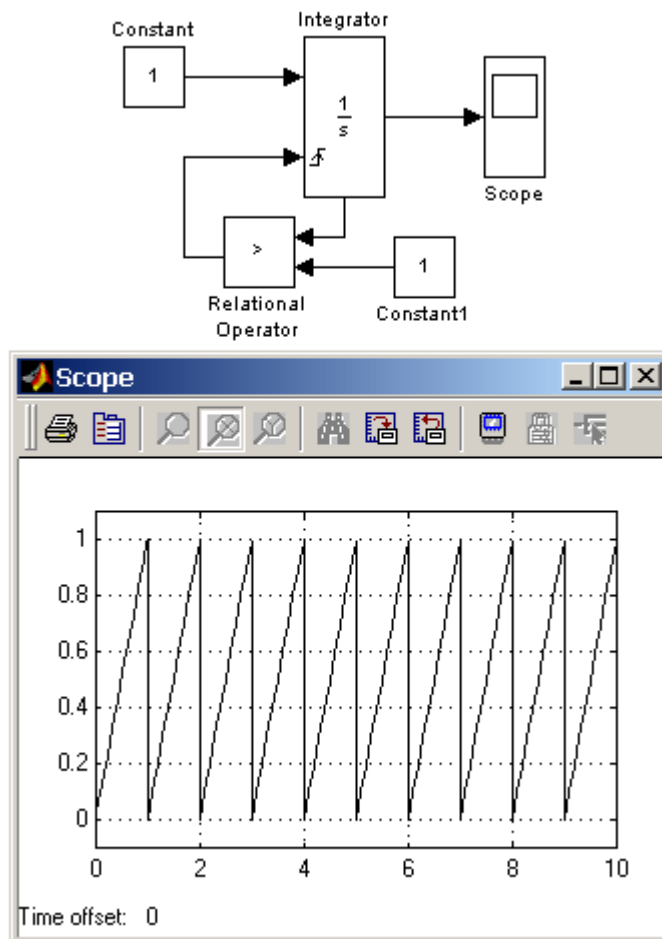 Integrator
Constant
1
1
s
Scope
>
1
Relational
Operator
Constant1
Scope
1
0.8
0.6
0.4
0.2
0
0 2 4 6 8 10
Time offset: 0